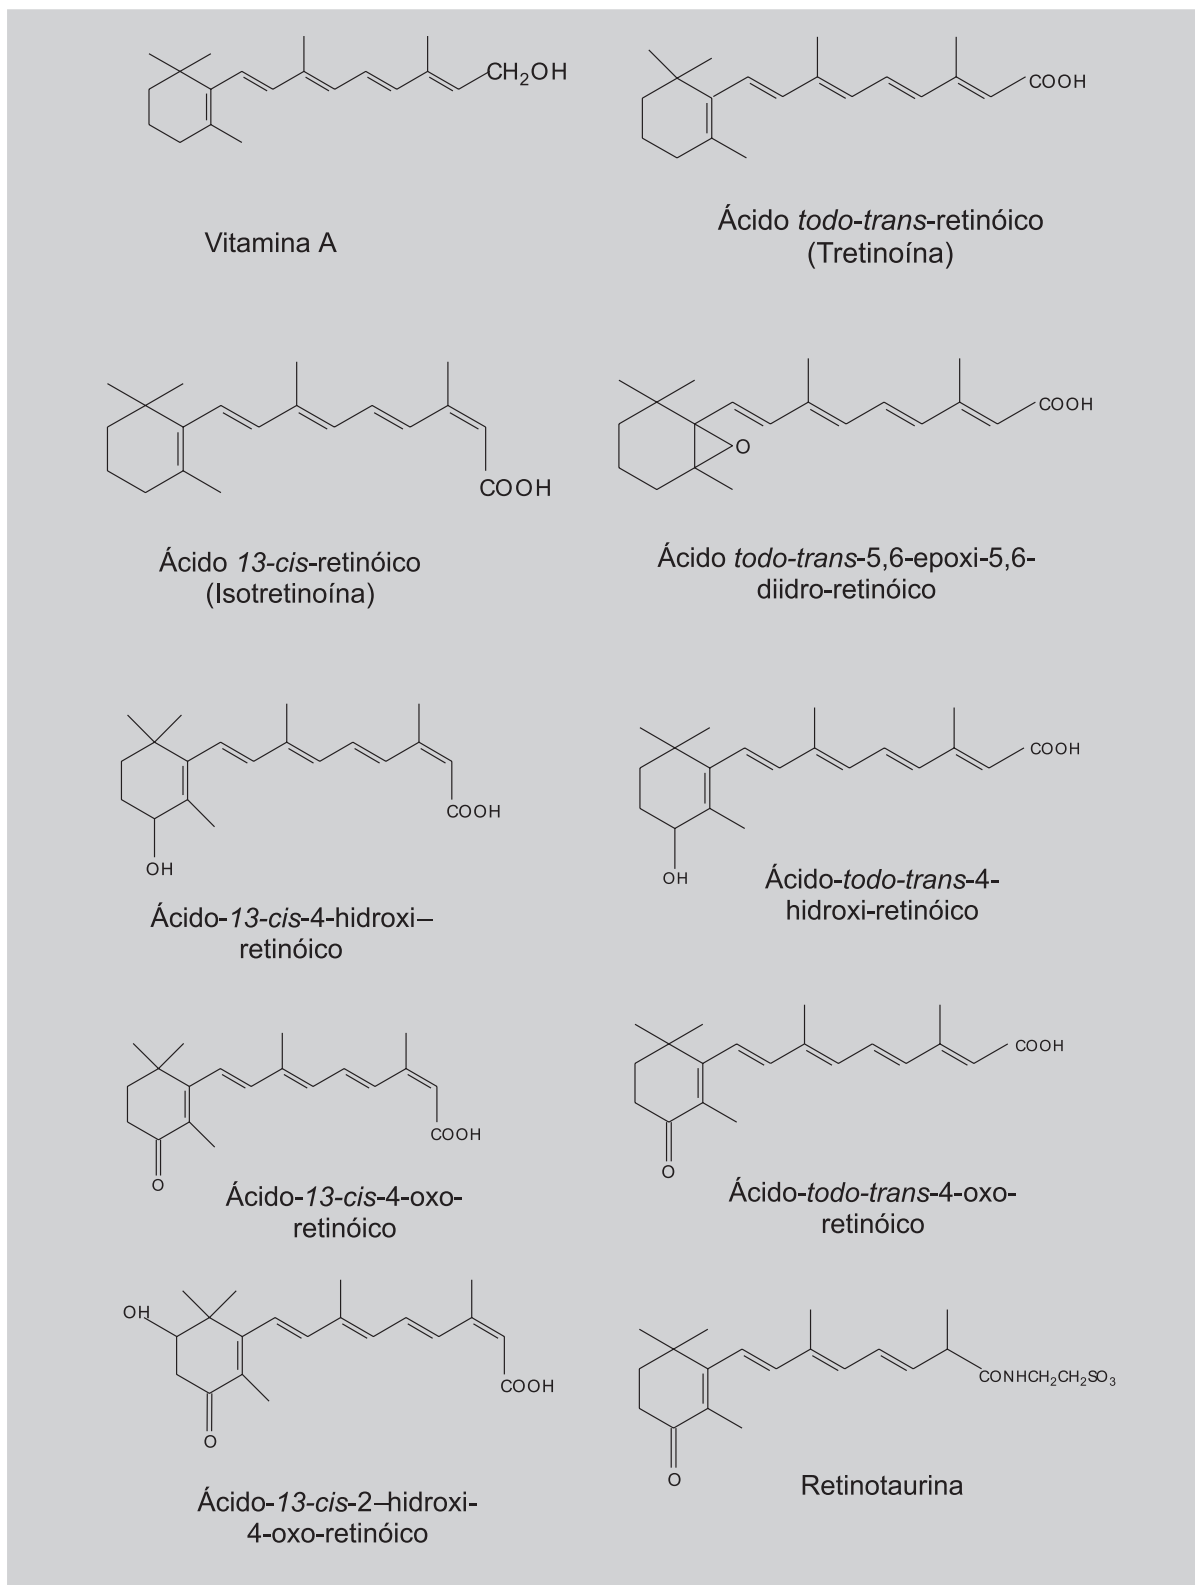 CH₂OH
COOH
Vitamina A
Ácido todo-trans-retinóico
(Tretinoína)
COOH
COOH
O
Ácido 13-cis-retinóico
(Isotretinoína)
Ácido todo-trans-5,6-epoxi-5,6-
diidro-retinóico
COOH
OH
COOH
OH
Ácido-13-cis-4-hidroxi–
retinóico
Ácido-todo-trans-4-
hidroxi-retinóico
COOH
O
COOH
O
Ácido-13-cis-4-oxo-
retinóico
Ácido-todo-trans-4-oxo-
retinóico
OH
COOH
O
CONHCH₂CH₂SO₃
O
Ácido-13-cis-2–hidroxi-
4-oxo-retinóico
Retinotaurina